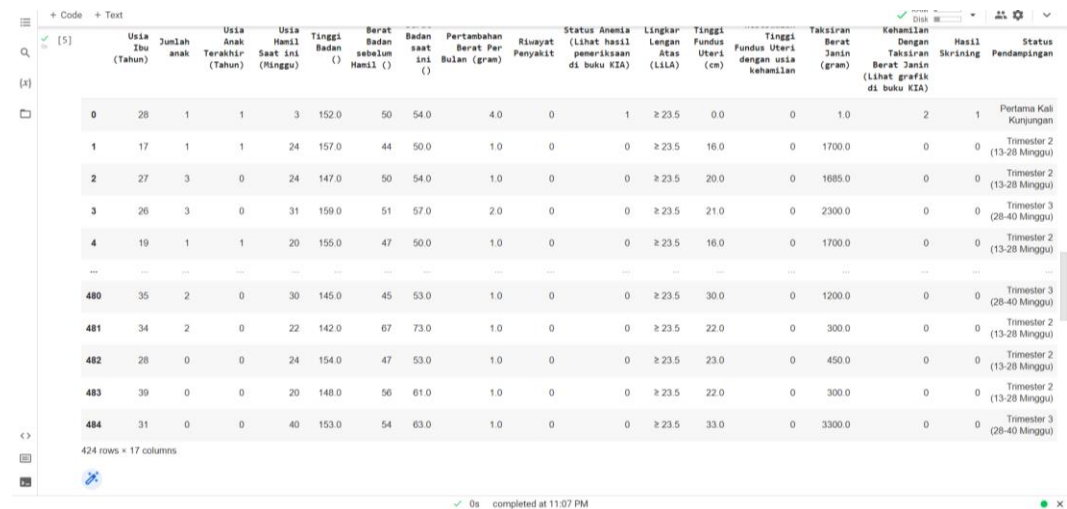 + Code + Text
Disk
[5]
Usia Ibu (Tahun) Jumlah anak Usia Anak Terakhir (Tahun) Usia Hamil Saat ini (Minggu) Tinggi Badan () Berat Badan sebelum Hamil () Badan saat ini () Pertambahan Berat Per Bulan (gram) Riwayat Penyakit Status Anemia (Lihat hasil pemeriksaan di buku KIA) Lingkar Lengan Atas (LiLA) Tinggi Fundus Uteri (cm) Tinggi Fundus Uteri dengan usia kehamilan Taksiran Berat Janin (gram) Kehamilan Dengan Taksiran Berat Janin (Lihat grafik di buku KIA) Hasil Skrining Status Pendampingan
0 28 1 1 3 152.0 50 54.0 4.0 0 1 ≥ 23.5 0.0 0 1.0 2 1 Pertama Kali Kunjungan
1 17 1 1 24 157.0 44 50.0 1.0 0 0 ≥ 23.5 16.0 0 1700.0 0 0 Trimester 2 (13-28 Minggu)
2 27 3 0 24 147.0 50 54.0 1.0 0 0 ≥ 23.5 20.0 0 1685.0 0 0 Trimester 2 (13-28 Minggu)
3 26 3 0 31 159.0 51 57.0 2.0 0 0 ≥ 23.5 21.0 0 2300.0 0 0 Trimester 3 (28-40 Minggu)
4 19 1 1 20 155.0 47 50.0 1.0 0 0 ≥ 23.5 16.0 0 1700.0 0 0 Trimester 2 (13-28 Minggu)
... ... ... ... ... ... ... ... ... ... ... ... ... ... ... ... ... ...
480 35 2 0 30 145.0 45 53.0 1.0 0 0 ≥ 23.5 30.0 0 1200.0 0 0 Trimester 3 (28-40 Minggu)
481 34 2 0 22 142.0 67 73.0 1.0 0 0 ≥ 23.5 22.0 0 300.0 0 0 Trimester 2 (13-28 Minggu)
482 28 0 0 24 154.0 47 53.0 1.0 0 0 ≥ 23.5 23.0 0 450.0 0 0 Trimester 2 (13-28 Minggu)
483 39 0 0 20 148.0 56 61.0 1.0 0 0 ≥ 23.5 22.0 0 300.0 0 0 Trimester 2 (13-28 Minggu)
484 31 0 0 40 153.0 54 63.0 1.0 0 0 ≥ 23.5 33.0 0 3300.0 0 0 Trimester 3 (28-40 Minggu)
424 rows × 17 columns
0s completed at 11:07 PM